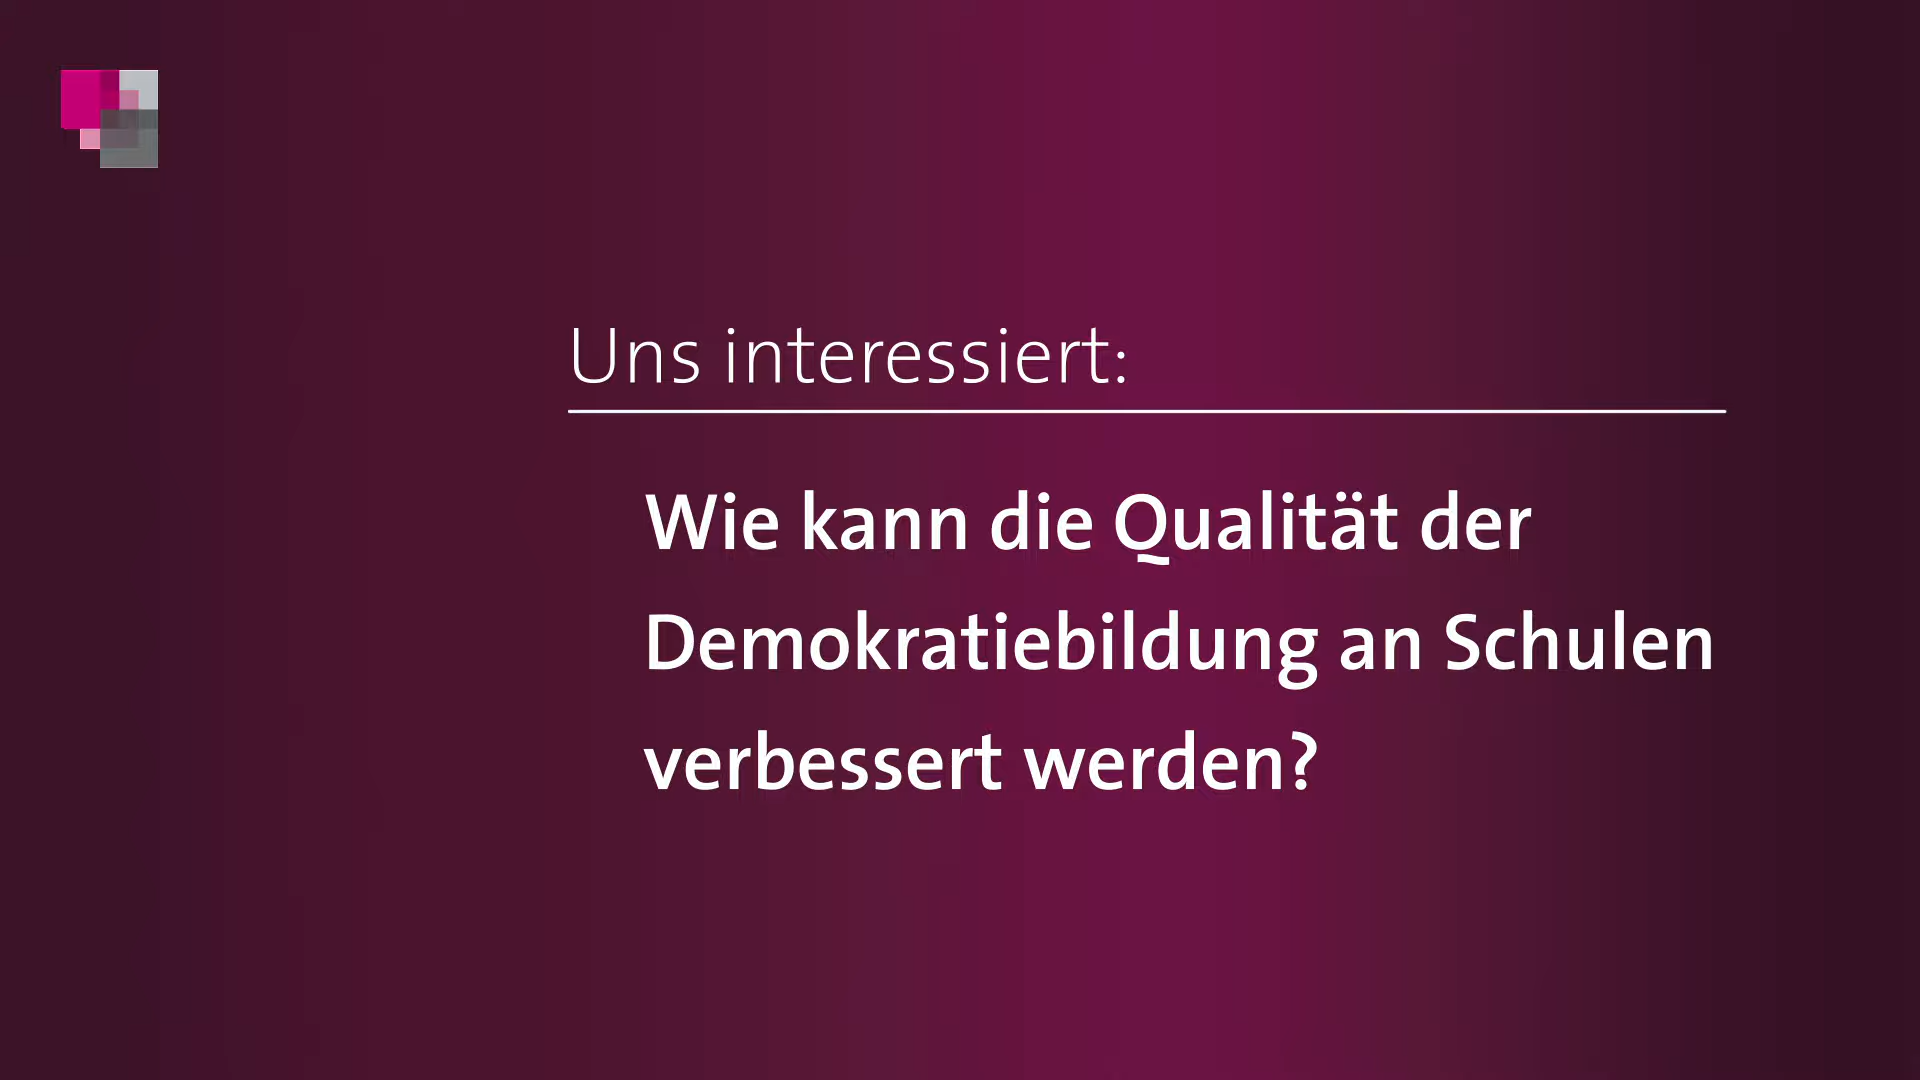 Uns interessiert:
Wie kann die Qualität der
Demokratiebildung an Schulen
verbessert werden?